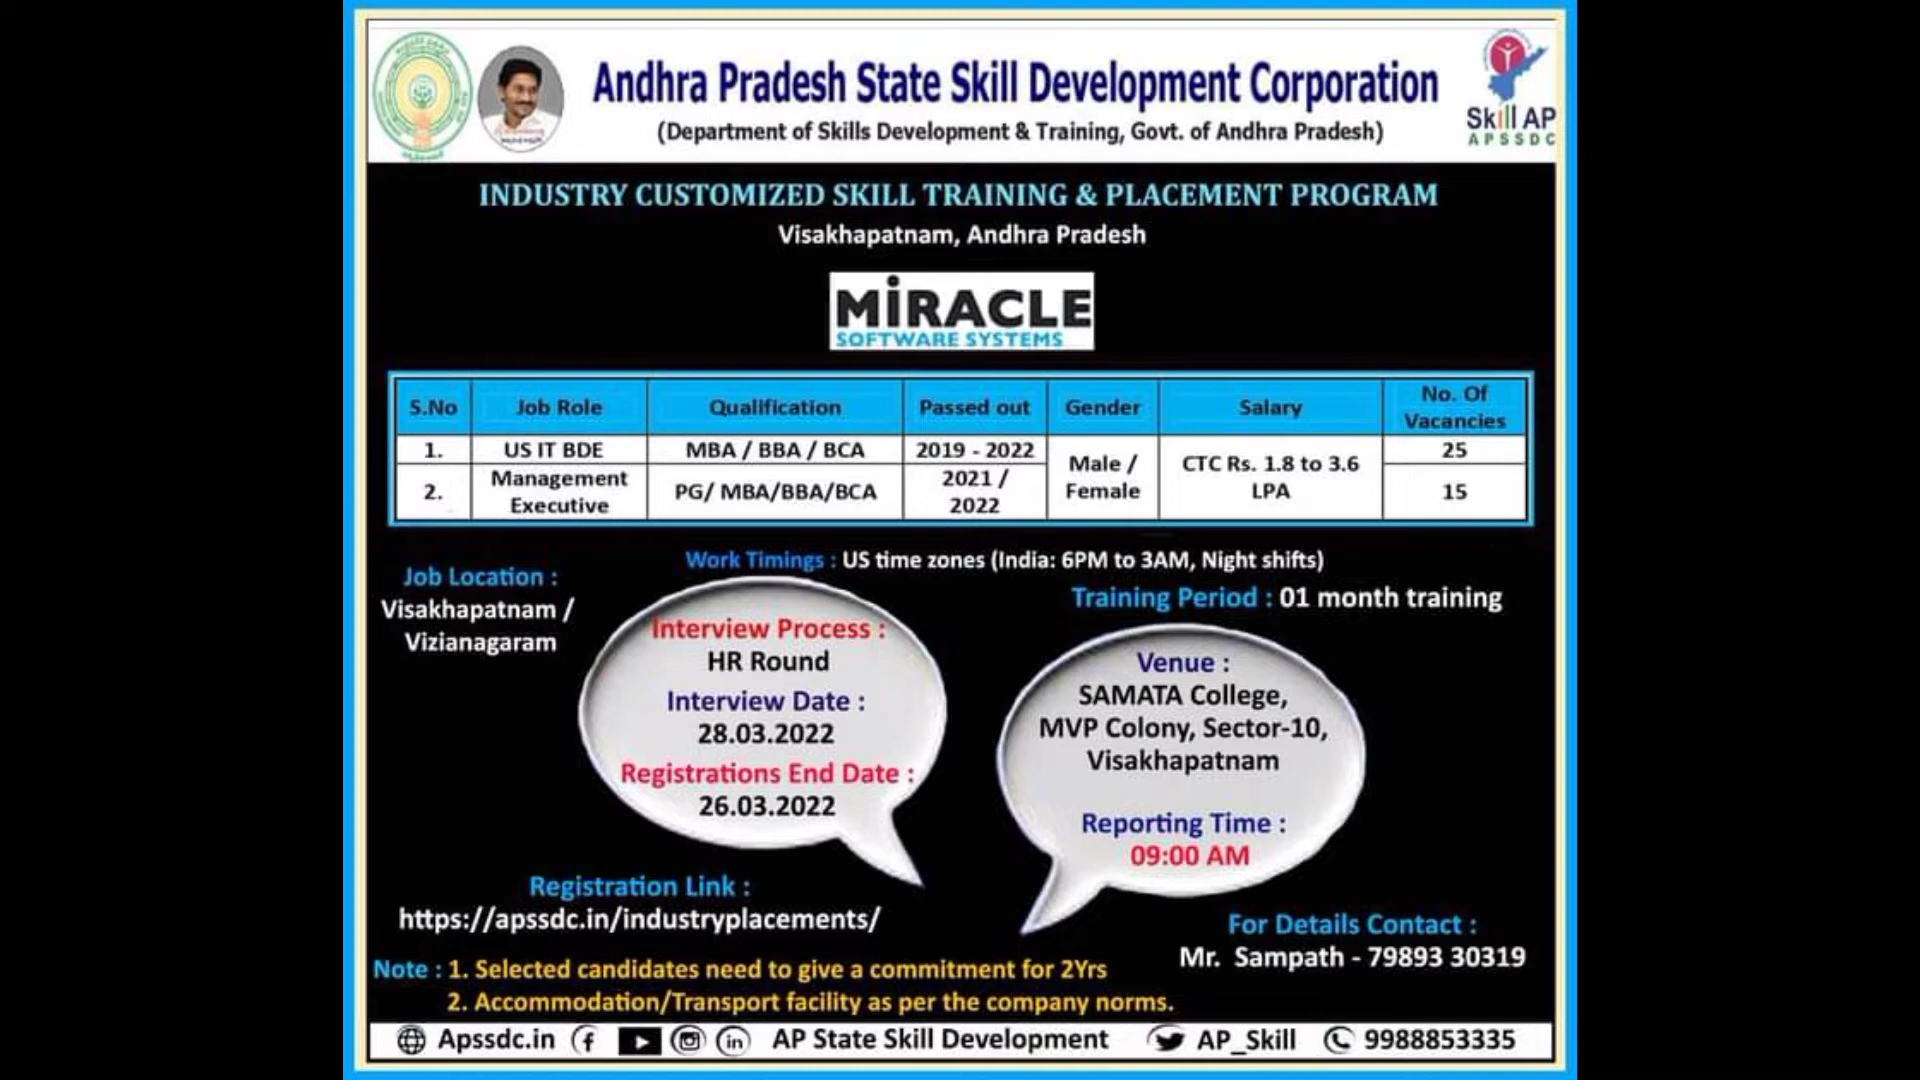 Andhra Pradesh State Skill Development Corporation
(Department of Skills Development & Training, Govt. of Andhra Pradesh)
Skill AP
APSSDC
INDUSTRY CUSTOMIZED SKILL TRAINING & PLACEMENT PROGRAM
Visakhapatnam, Andhra Pradesh
MiRACLE
SOFTWARE SYSTEMS
S.No Job Role Qualification Passed out Gender Salary No. Of Vacancies
1. US IT BDE MBA / BBA / BCA 2019 - 2022 Male / Female CTC Rs. 1.8 to 3.6 LPA 25
2. Management Executive PG/ MBA/BBA/BCA 2021 / 2022 15
Work Timings : US time zones (India: 6PM to 3AM, Night shifts)
Job Location :
Visakhapatnam /
Vizianagaram
Training Period : 01 month training
Interview Process :
HR Round
Interview Date :
28.03.2022
Registrations End Date :
26.03.2022
Venue :
SAMATA College,
MVP Colony, Sector-10,
Visakhapatnam
Reporting Time :
09:00 AM
Registration Link :
https://apssdc.in/industryplacements/
For Details Contact :
Mr. Sampath - 79893 30319
Note : 1. Selected candidates need to give a commitment for 2Yrs
2. Accommodation/Transport facility as per the company norms.
Apssdc.in f in AP State Skill Development AP_Skill 9988853335